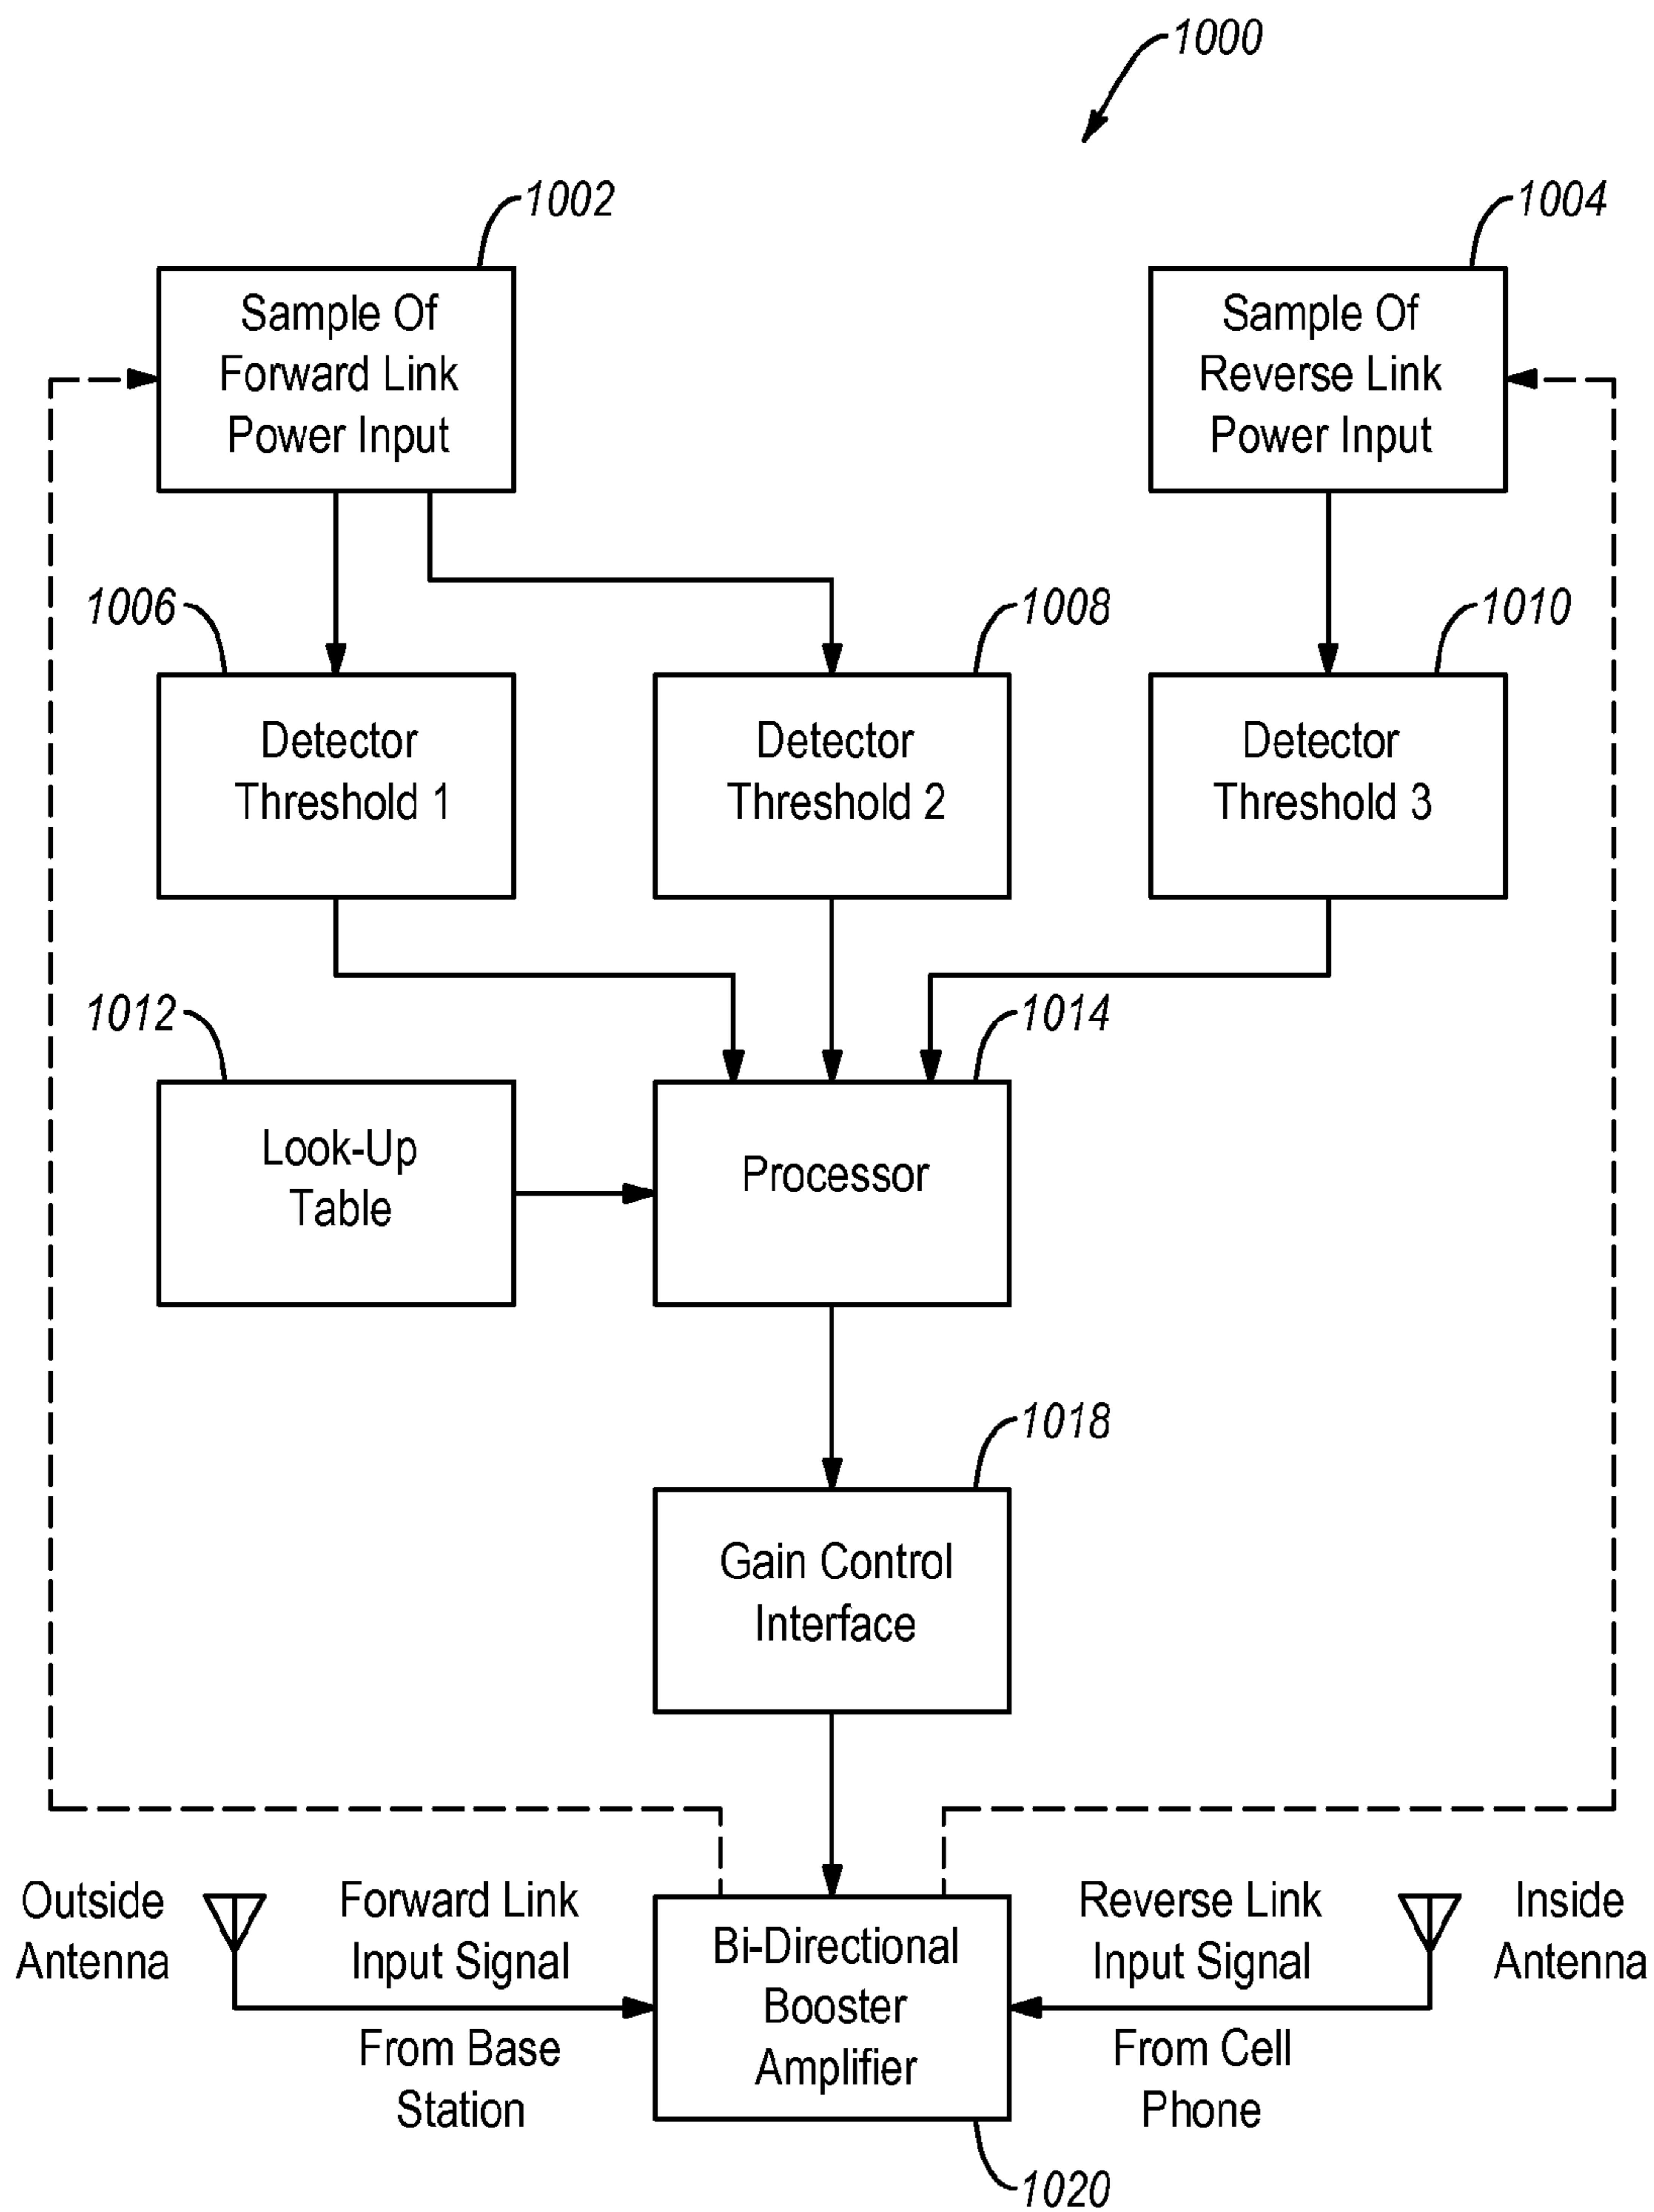 1000
1002
1004
Sample Of
Forward Link
Power Input
Sample Of
Reverse Link
Power Input
1006
1008
1010
Detector
Threshold 1
Detector
Threshold 2
Detector
Threshold 3
1012
1014
Look-Up
Table
Processor
1018
Gain Control
Interface
Outside
Antenna
Forward Link
Input Signal
From Base
Station
Bi-Directional
Booster
Amplifier
Reverse Link
Input Signal
From Cell
Phone
Inside
Antenna
1020